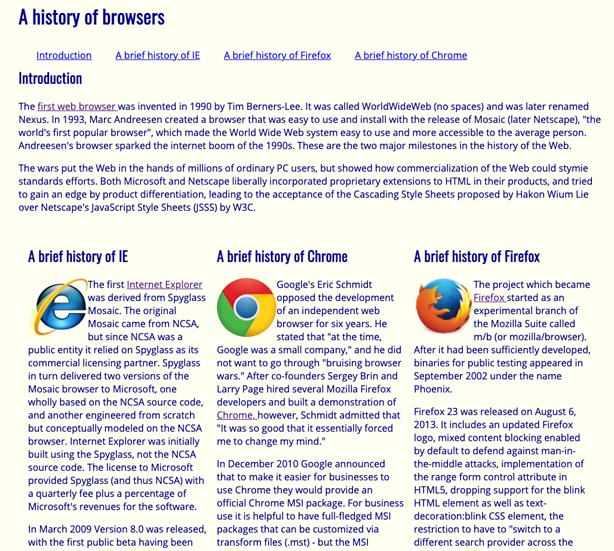 A history of browsers
Introduction A brief history of IE A brief history of Firefox A brief history of Chrome
Introduction
The first web browser was invented in 1990 by Tim Berners-Lee. It was called WorldWideWeb (no spaces) and was later renamed
Nexus. In 1993, Marc Andreesen created a browser that was easy to use and install with the release of Mosaic (later Netscape), "the
world's first popular browser", which made the World Wide Web system easy to use and more accessible to the average person.
Andreesen's browser sparked the internet boom of the 1990s. These are the two major milestones in the history of the Web.
The wars put the Web in the hands of millions of ordinary PC users, but showed how commercialization of the Web could stymie
standards efforts. Both Microsoft and Netscape liberally incorporated proprietary extensions to HTML in their products, and tried
to gain an edge by product differentiation, leading to the acceptance of the Cascading Style Sheets proposed by Hakon Wium Lie
over Netscape's JavaScript Style Sheets (JSSS) by W3C.
A brief history of IE
The first Internet Explorer
was derived from Spyglass
Mosaic. The original
Mosaic came from NCSA,
but since NCSA was a
public entity it relied on Spyglass as its
commercial licensing partner. Spyglass
in turn delivered two versions of the
Mosaic browser to Microsoft, one
wholly based on the NCSA source code,
and another engineered from scratch
but conceptually modeled on the NCSA
browser. Internet Explorer was initially
built using the Spyglass, not the NCSA
source code. The license to Microsoft
provided Spyglass (and thus NCSA) with
a quarterly fee plus a percentage of
Microsoft's revenues for the software.
In March 2009 Version 8.0 was released,
with the first public beta having been
A brief history of Chrome
Google's Eric Schmidt
opposed the development
of an independent web
browser for six years. He
stated that "at the time,
Google was a small company," and he did
not want to go through "bruising browser
wars." After co-founders Sergey Brin and
Larry Page hired several Mozilla Firefox
developers and built a demonstration of
Chrome, however, Schmidt admitted that
"It was so good that it essentially forced
me to change my mind."
In December 2010 Google announced
that to make it easier for businesses to
use Chrome they would provide an
official Chrome MSI package. For business
use it is helpful to have full-fledged MSI
packages that can be customized via
transform files (.mst) - but the MSI
A brief history of Firefox
The project which became
Firefox started as an
experimental branch of
the Mozilla Suite called
m/b (or mozilla/browser).
After it had been sufficiently developed,
binaries for public testing appeared in
September 2002 under the name
Phoenix.
Firefox 23 was released on August 6,
2013. It includes an updated Firefox
logo, mixed content blocking enabled
by default to defend against man-in-
the-middle attacks, implementation of
the range form control attribute in
HTML5, dropping support for the blink
HTML element as well as text-
decoration:blink CSS element, the
restriction to have to "switch to a
different search provider across the